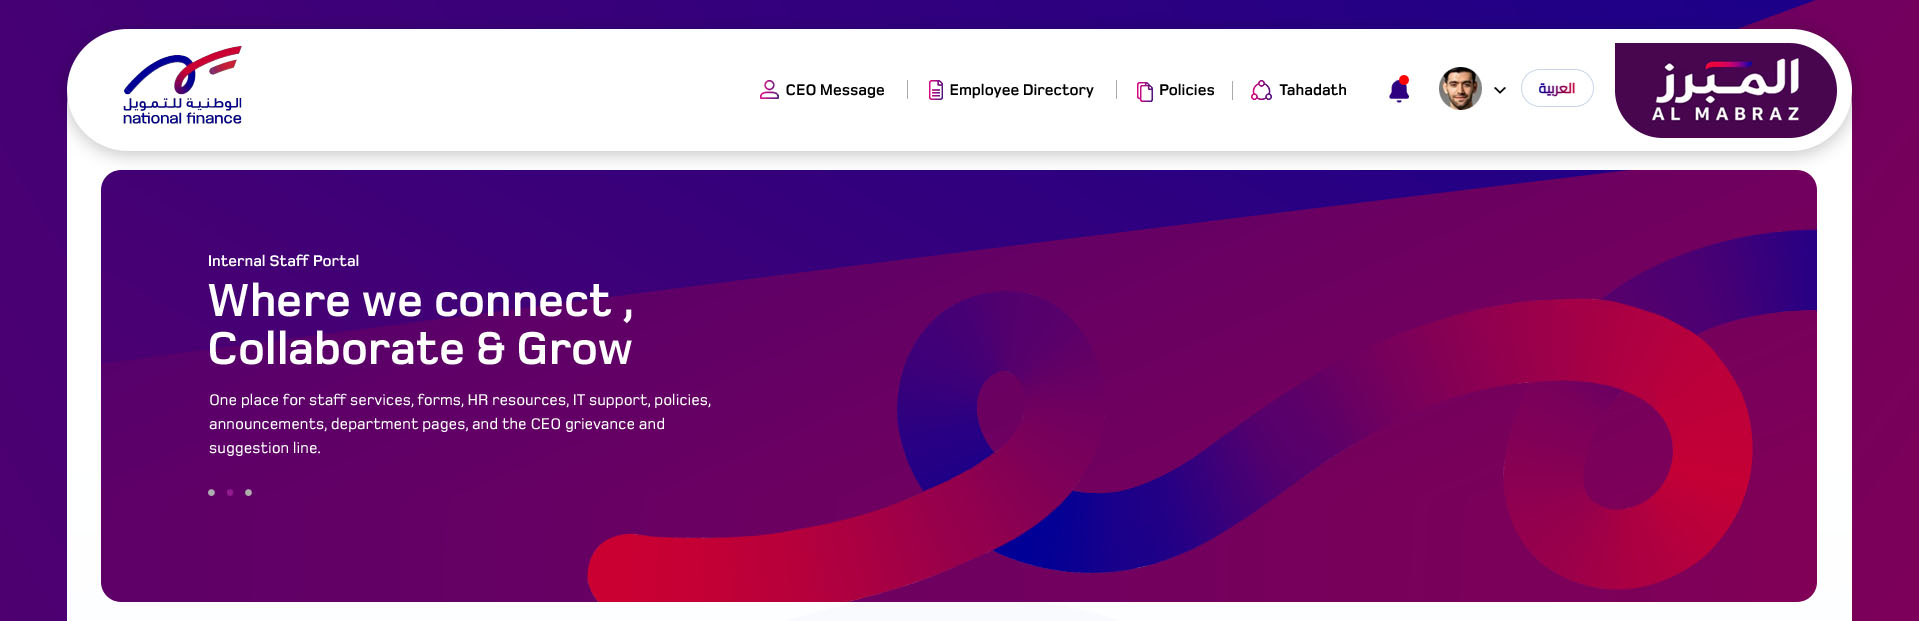 الوطنية للتمويل
national finance
CEO Message
Employee Directory
Policies
Tahadath
العربية
المبرز
AL MABRAZ
Internal Staff Portal
Where we connect ,
Collaborate & Grow
One place for staff services, forms, HR resources, IT support, policies,
announcements, department pages, and the CEO grievance and
suggestion line.